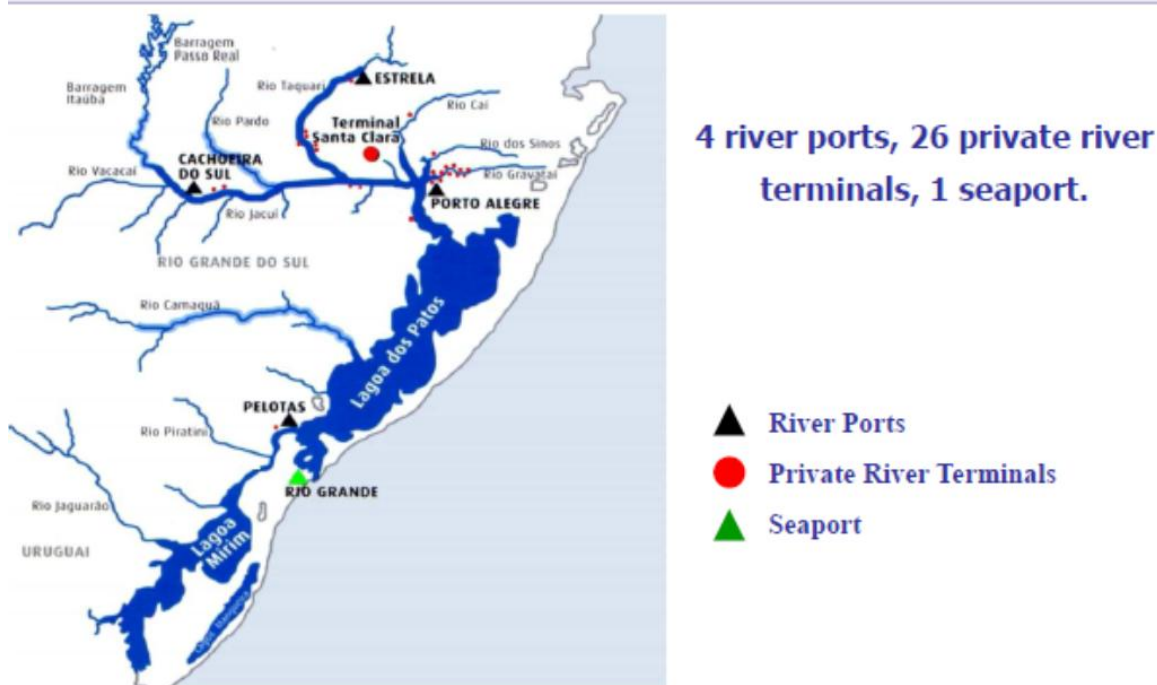 Barragem
Passo Real
Barragem
Itaúba
Rio Taquari
ESTRELA
Rio Caí
Rio Pardo
Terminal
Santa Clara
Rio dos Sinos
CACHOEIRA
DO SUL
Rio Vacacaí
Rio Gravataí
PORTO ALEGRE
Rio Jacuí
RIO GRANDE DO SUL
Rio Camaquã
Lagoa dos Patos
PELOTAS
Rio Piratini
RIO GRANDE
Rio Jaguarão
Lagoa
Mirim
URUGUAI
4 river ports, 26 private river
terminals, 1 seaport.
River Ports
Private River Terminals
Seaport